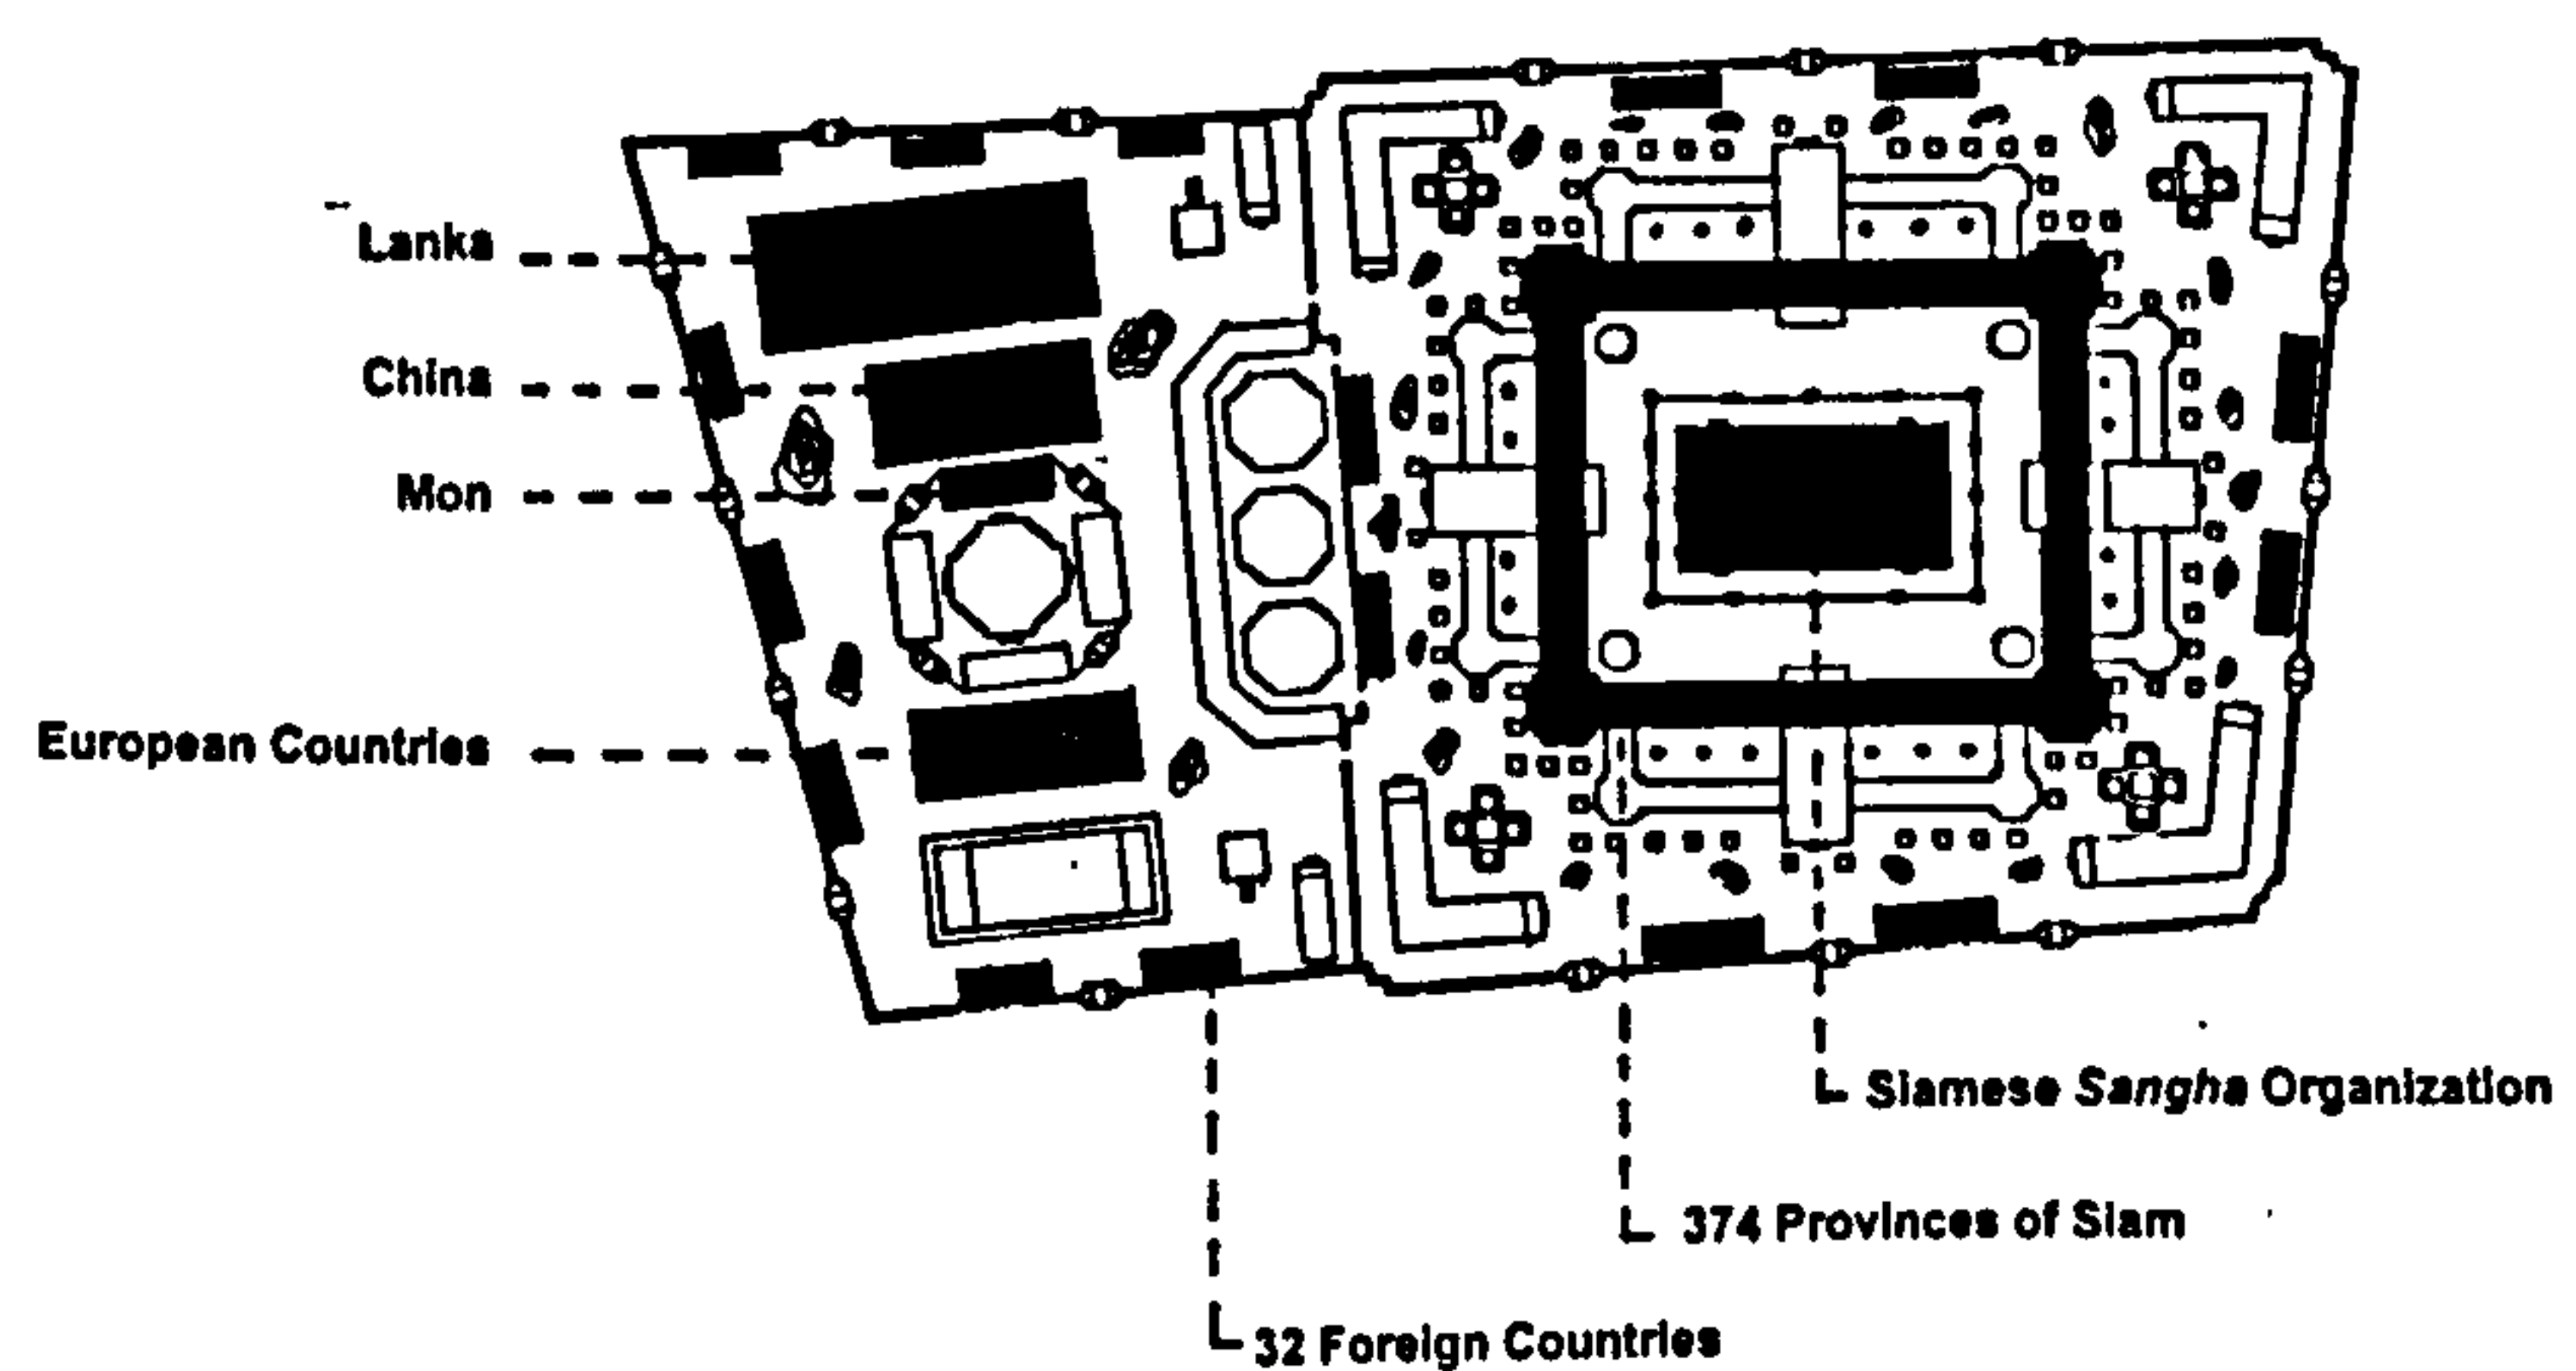 Lanka
China
Mon
European Countries
Siamese Sangha Organization
374 Provinces of Siam
32 Foreign Countries